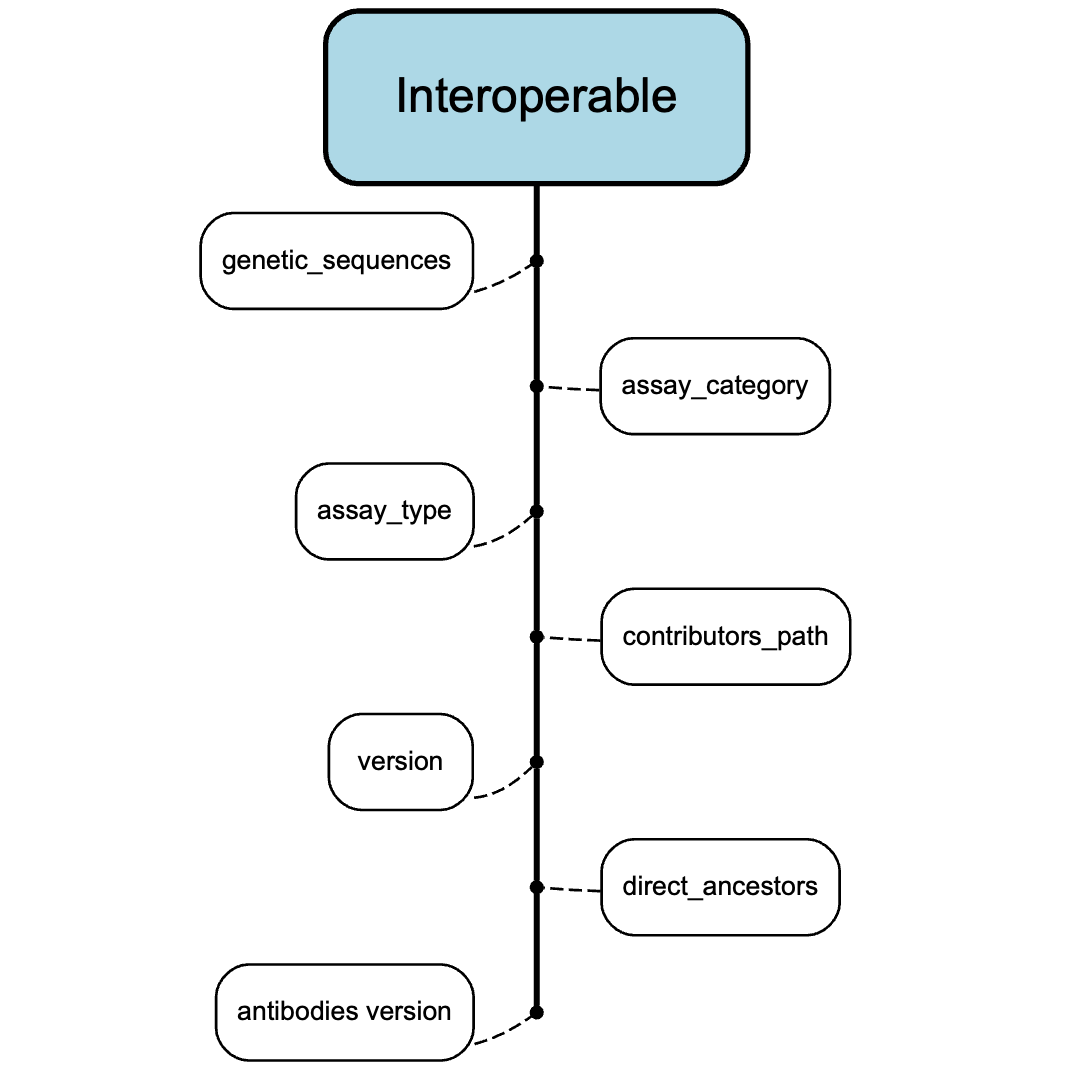 Interoperable
genetic_sequences
assay_category
assay_type
contributors_path
version
direct_ancestors
antibodies version